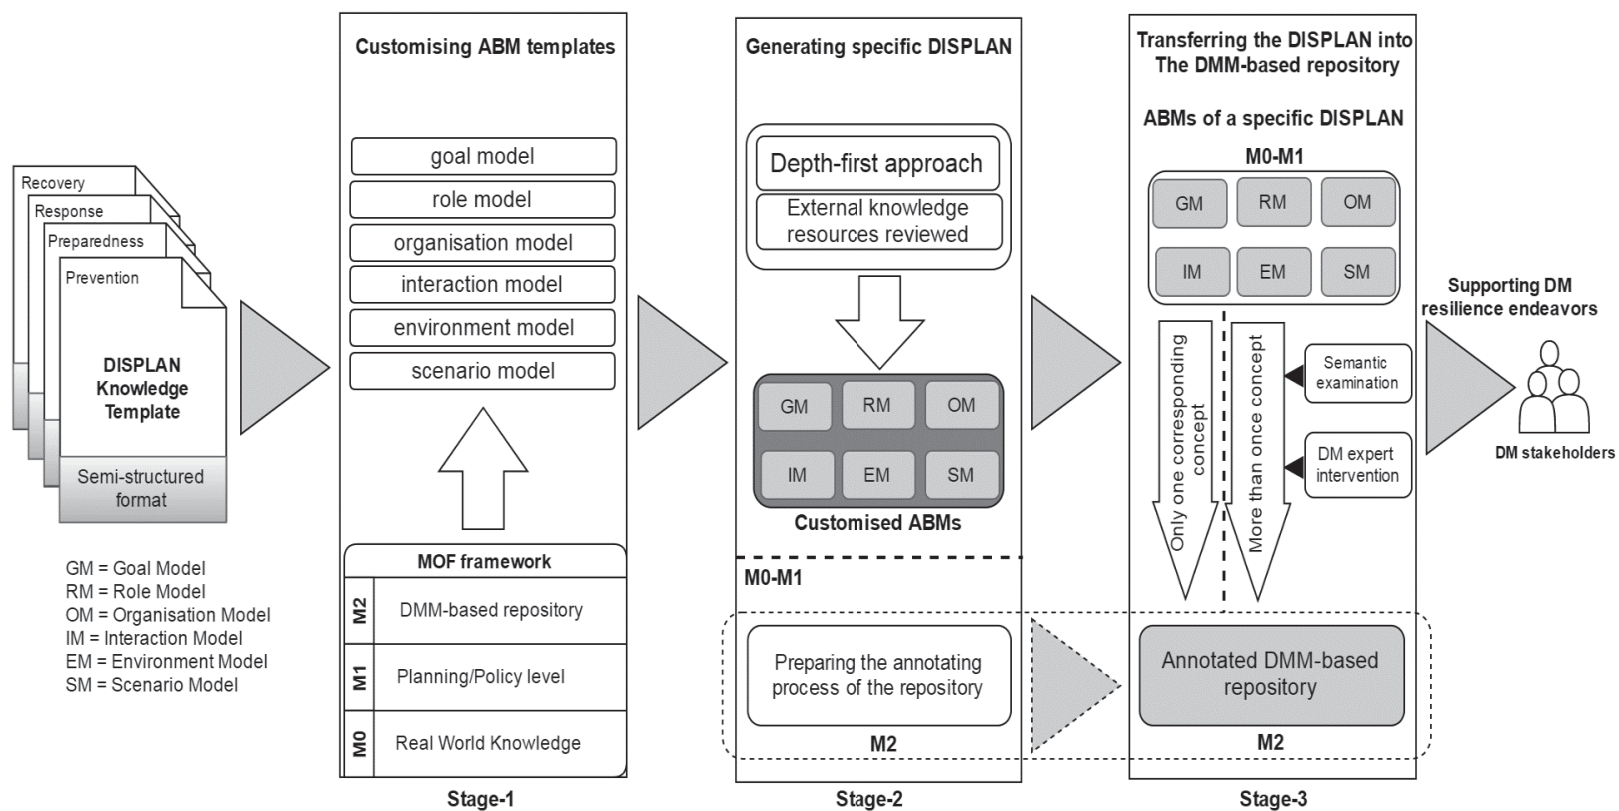 Recovery
Response
Preparedness
Prevention
DISPLAN
Knowledge
Template
Semi-structured
format
GM = Goal Model
RM = Role Model
OM = Organisation Model
IM = Interaction Model
EM = Environment Model
SM = Scenario Model
Customising ABM templates
goal model
role model
organisation model
interaction model
environment model
scenario model
MOF framework
M2
DMM-based repository
M1
Planning/Policy level
M0
Real World Knowledge
Stage-1
Generating specific DISPLAN
Depth-first approach
External knowledge
resources reviewed
GM
RM
OM
IM
EM
SM
Customised ABMs
M0-M1
Preparing the annotating
process of the repository
M2
Stage-2
Transferring the DISPLAN into
The DMM-based repository
ABMs of a specific DISPLAN
M0-M1
GM
RM
OM
IM
EM
SM
Only one corresponding
concept
More than once concept
Semantic
examination
DM expert
intervention
Annotated DMM-based
repository
M2
Stage-3
Supporting DM
resilience endeavors
DM stakeholders